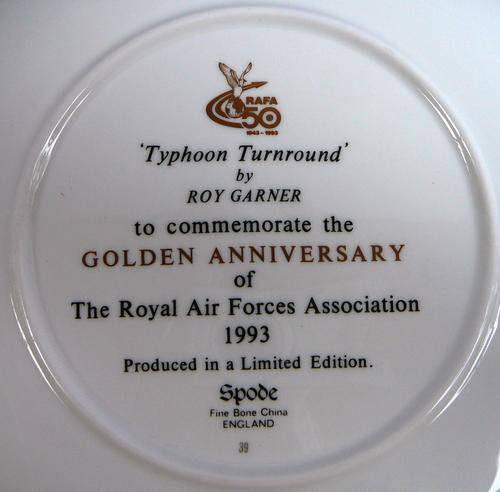 RAFA
50
1943-1993
'Typhoon Turnround'
by
ROY GARNER
to commemorate the
GOLDEN ANNIVERSARY
of
The Royal Air Forces Association
1993
Produced in a Limited Edition.
Spode
Fine Bone China
ENGLAND
39